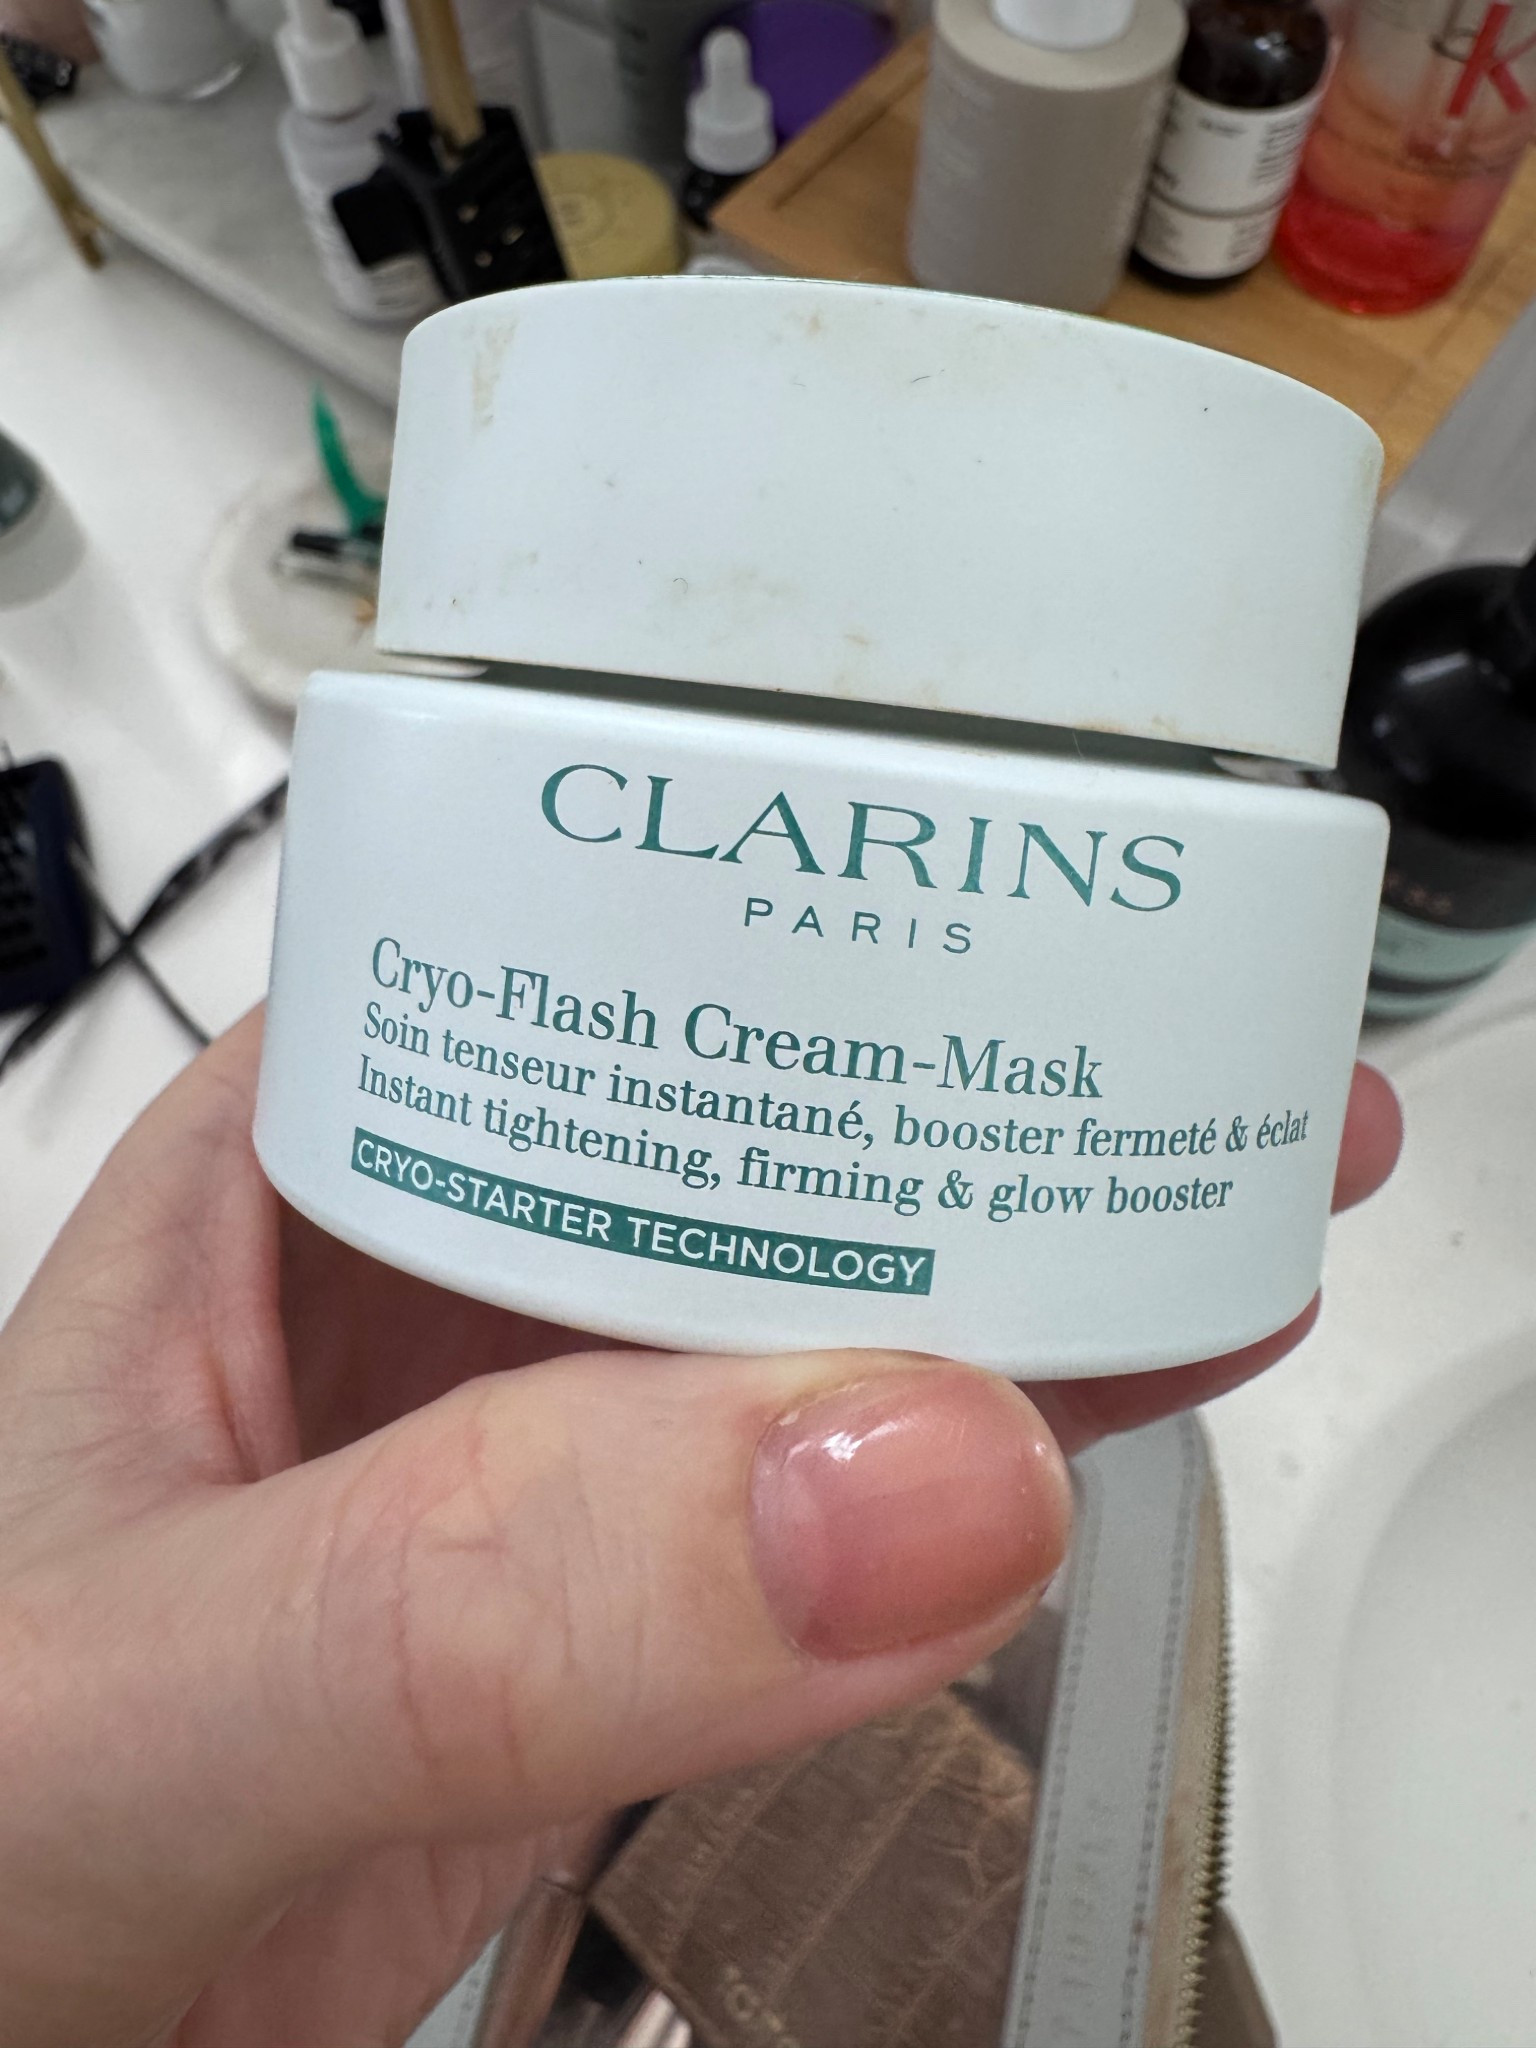 CLARINS
PARIS
Cryo-Flash Cream-Mask
Soin tenseur instantané, booster fermeté & éclat
Instant tightening, firming & glow booster
CRYO-STARTER TECHNOLOGY